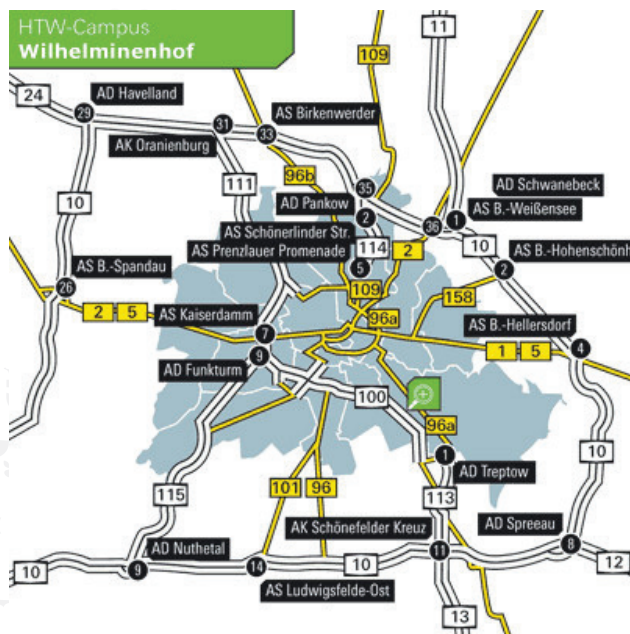 HTW-Campus
Wilhelminenhof
11
109
24
AD Havelland
29
AS Birkenwerder
31
33
AK Oranienburg
111
96b
35
AD Schwanebeck
10
AD Pankow
2
36
1
AS B.-Weißensee
AS Schönerlinder Str.
114
2
10
AS Prenzlauer Promenade
5
AS B.-Hohenschönh
2
AS B.-Spandau
26
109
158
2
5
AS Kaiserdamm
96a
AS B.-Hellersdorf
7
1
5
4
9
AD Funkturm
100
96a
1
10
AD Treptow
115
101
96
113
AK Schönefelder Kreuz
AD Spreeau
AD Nuthetal
11
8
10
9
14
10
12
AS Ludwigsfelde-Ost
13